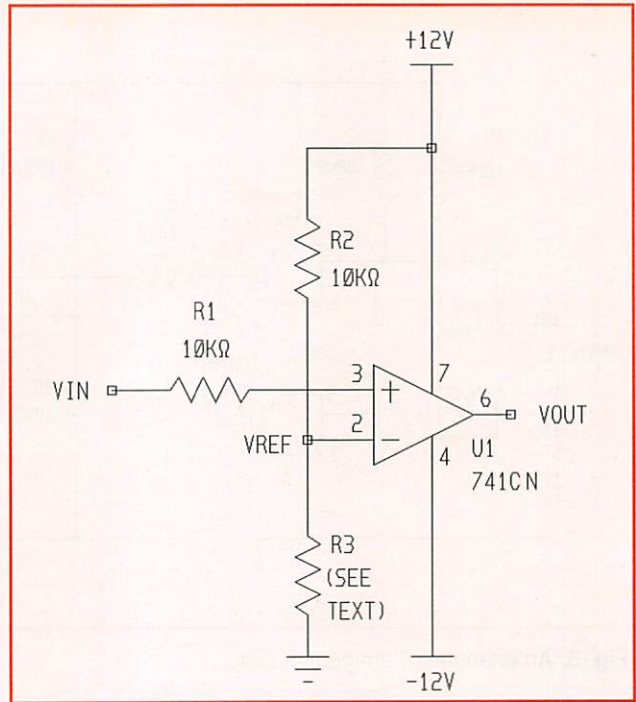 +12V
R2
10KΩ
R1
10KΩ
VIN
3
7
+
6
VOUT
VREF
2
−
4
U1
741CN
R3
(SEE
TEXT)
-
-12V